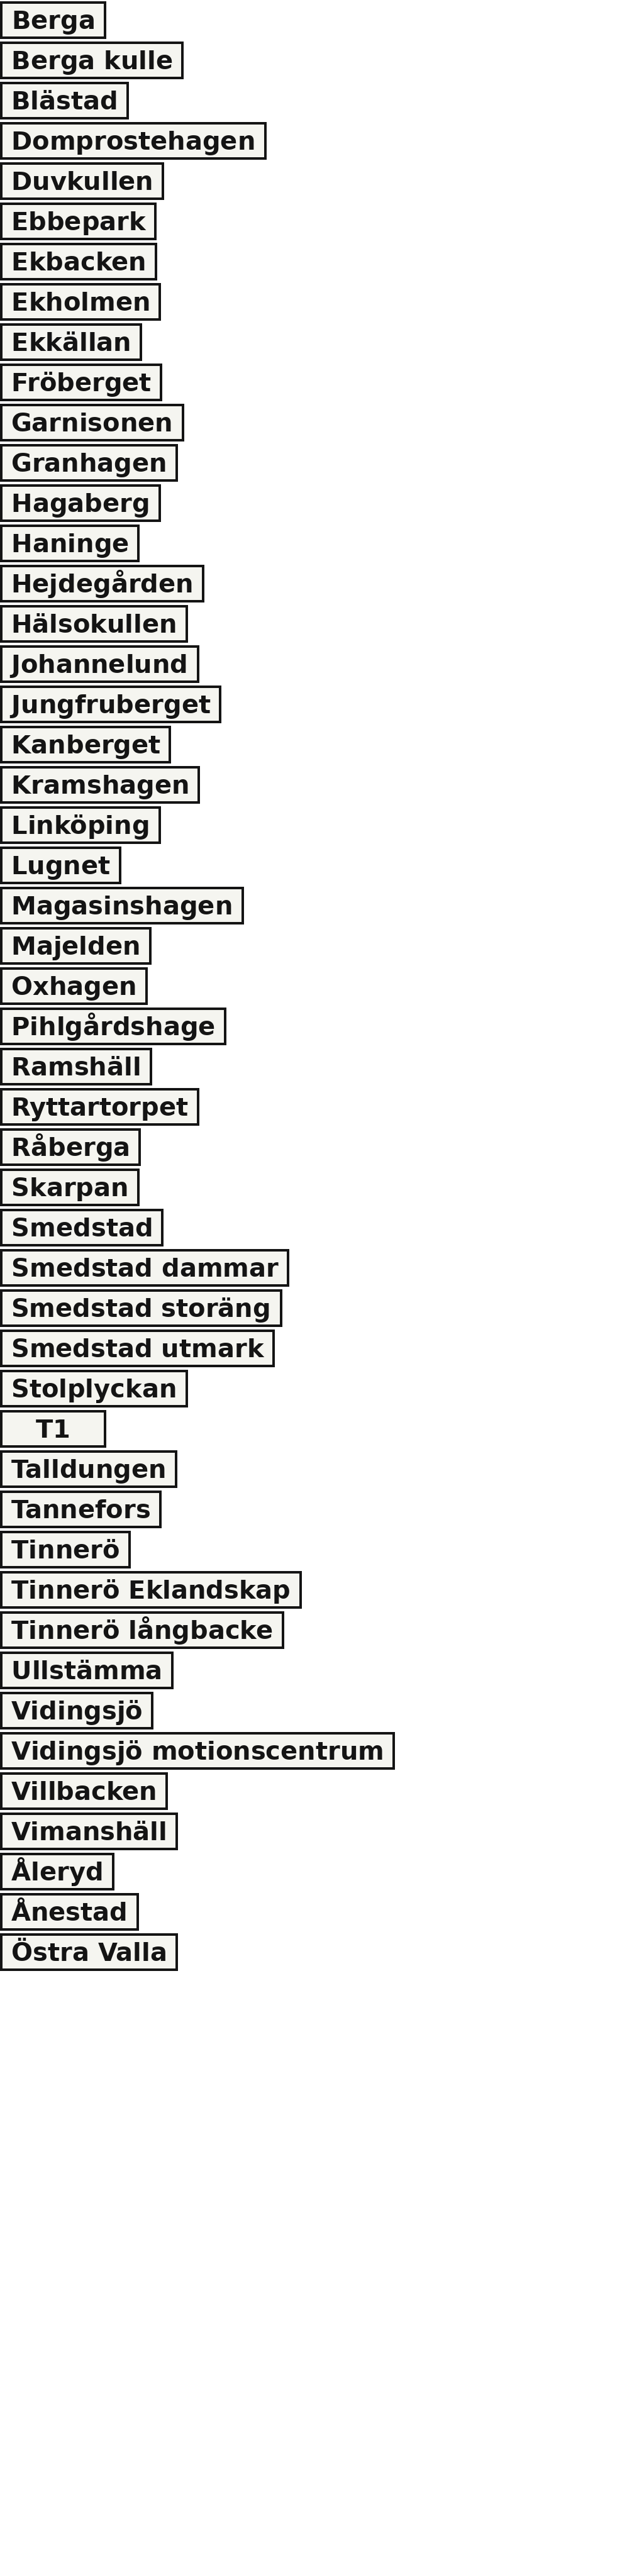 Berga
Berga kulle
Blästad
Domprostehagen
Duvkullen
Ebbepark
Ekbacken
Ekholmen
Ekkällan
Fröberget
Garnisonen
Granhagen
Hagaberg
Haninge
Hejdegården
Hälsokullen
Johannelund
Jungfruberget
Kanberget
Kramshagen
Linköping
Lugnet
Magasinshagen
Majelden
Oxhagen
Pihlgårdshage
Ramshäll
Ryttartorpet
Råberga
Skarpan
Smedstad
Smedstad dammar
Smedstad storäng
Smedstad utmark
Stolplyckan
T1
Talldungen
Tannefors
Tinnerö
Tinnerö Eklandskap
Tinnerö långbacke
Ullstämma
Vidingsjö
Vidingsjö motionscentrum
Villbacken
Vimanshäll
Åleryd
Ånestad
Östra Valla